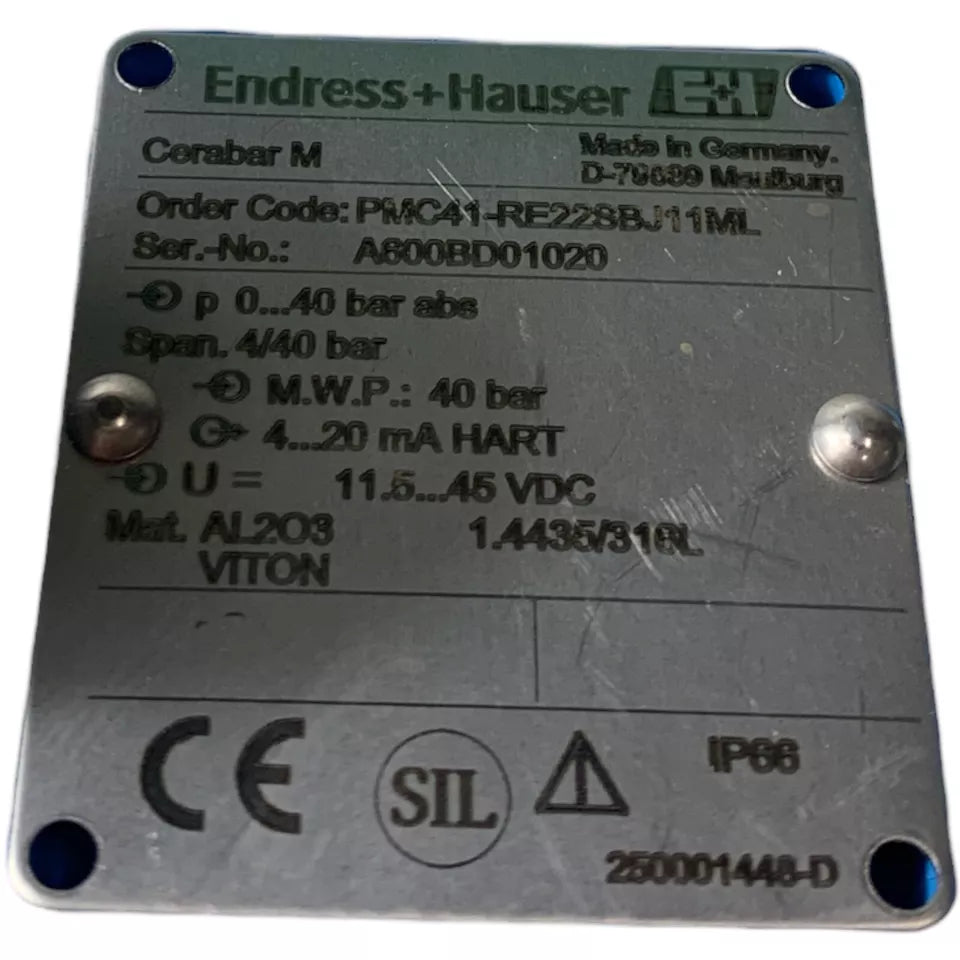 Endress+Hauser E+H
Cerabar M
Made in Germany.
D-79689 Maulburg
Order Code: PMC41-RE22SBJ11ML
Ser.-No.: A600BD01020
p 0...40 bar abs
Span. 4/40 bar
M.W.P.: 40 bar
4...20 mA HART
U = 11.5...45 VDC
Mat. AL2O3 1.4435/316L
VITON
CE SIL IP66
250001448-D